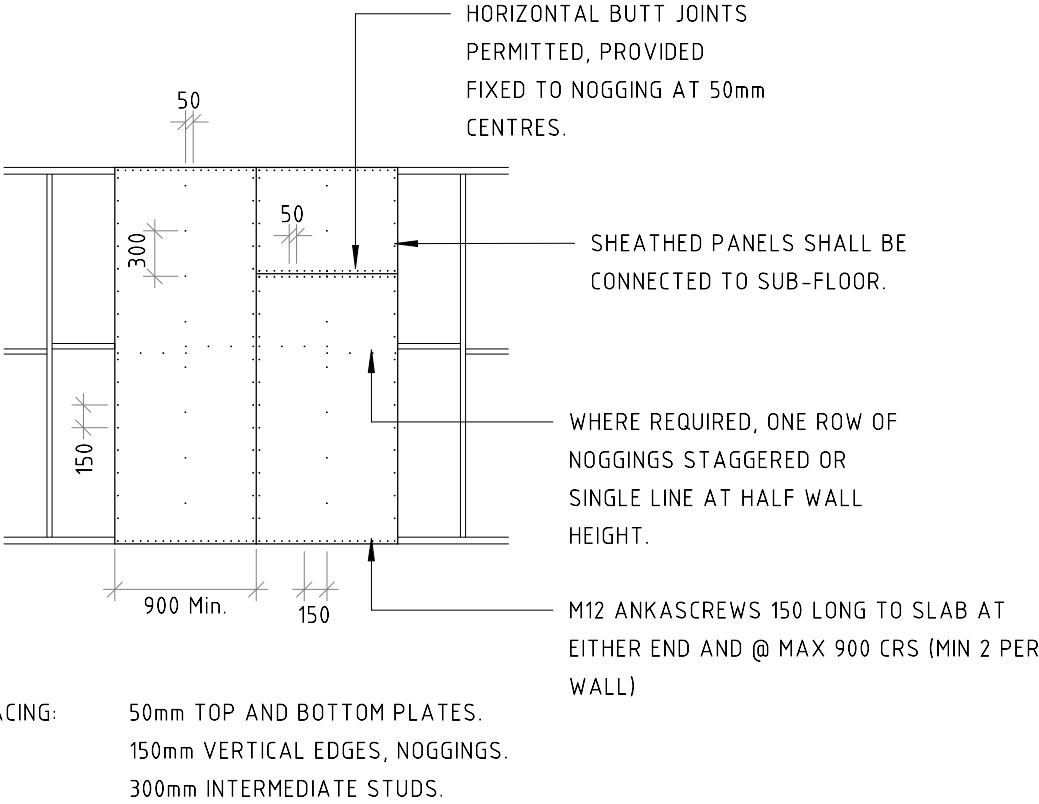 HORIZONTAL BUTT JOINTS
PERMITTED, PROVIDED
FIXED TO NOGGING AT 50mm
CENTRES.
50
50
300
SHEATHED PANELS SHALL BE
CONNECTED TO SUB-FLOOR.
WHERE REQUIRED, ONE ROW OF
NOGGINGS STAGGERED OR
SINGLE LINE AT HALF WALL
HEIGHT.
150
900 Min.
150
M12 ANKASCREWS 150 LONG TO SLAB AT
EITHER END AND @ MAX 900 CRS (MIN 2 PER
WALL)
ACING: 50mm TOP AND BOTTOM PLATES.
150mm VERTICAL EDGES, NOGGINGS.
300mm INTERMEDIATE STUDS.